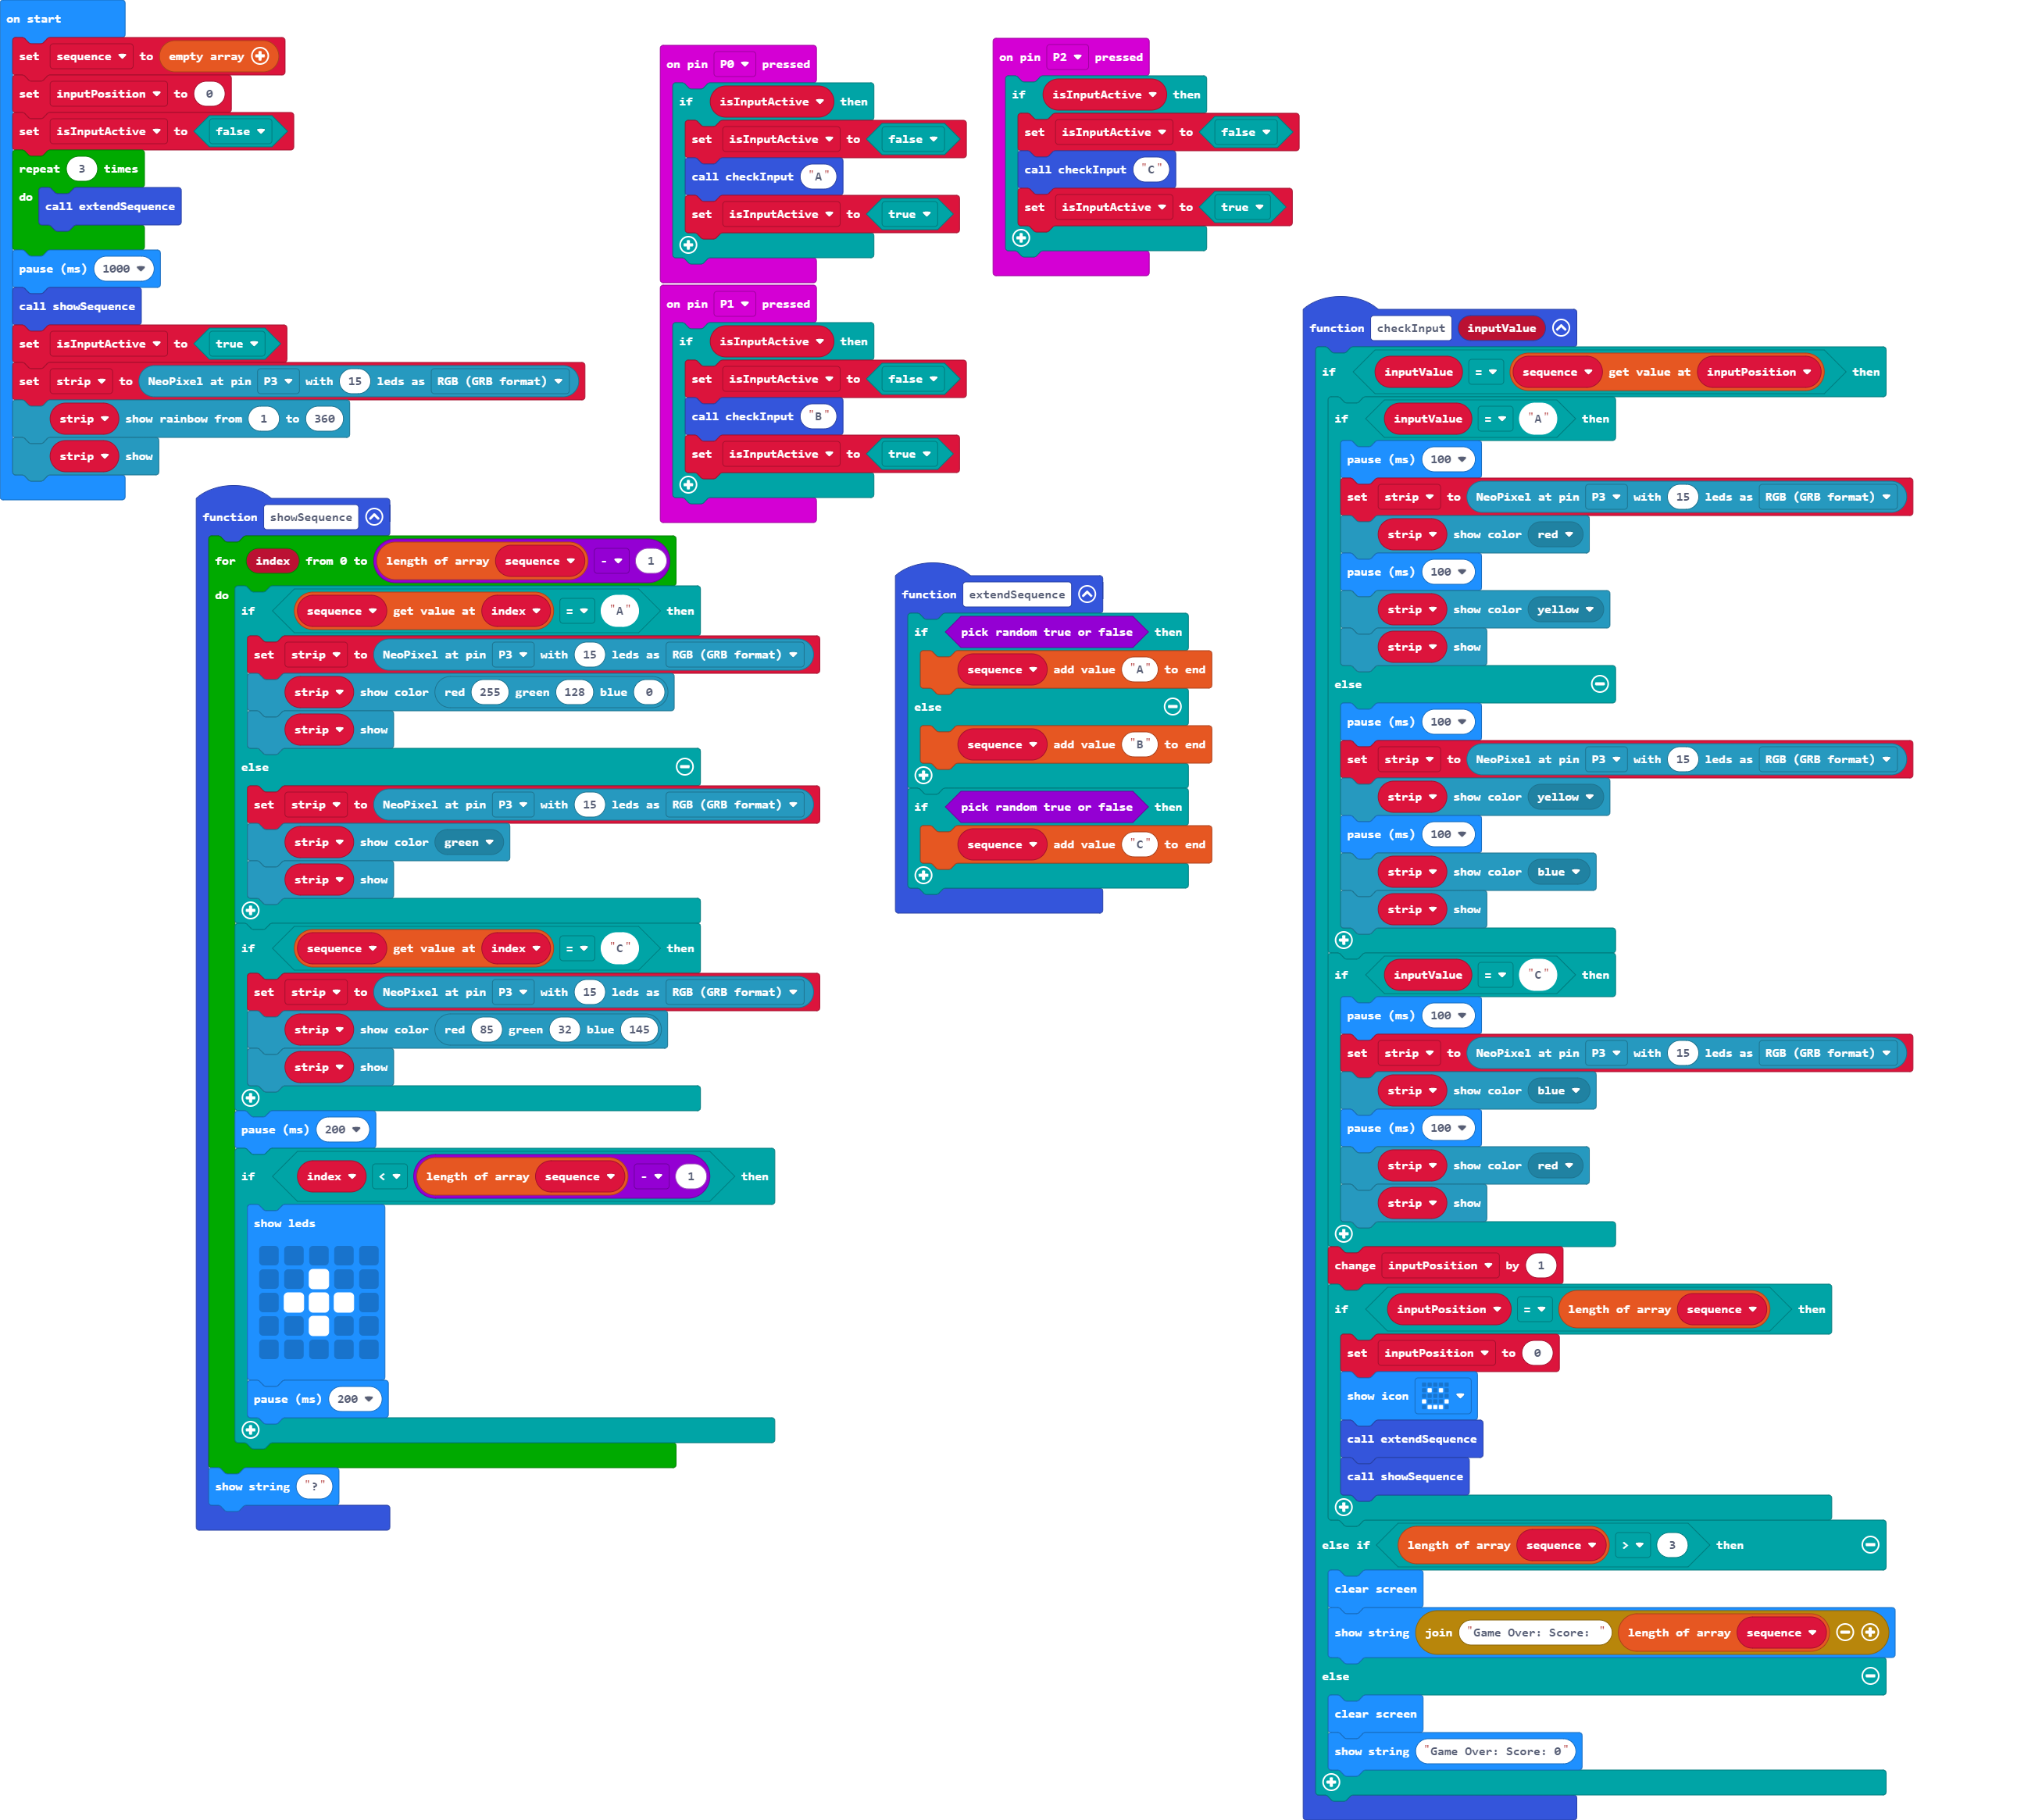 on start
set sequence to empty array
set inputPosition to 0
set isInputActive to false
repeat 3 times
do
call extendSequence
pause (ms) 1000
call showSequence
set isInputActive to true
set strip to NeoPixel at pin P3 with 15 leds as RGB (GRB format)
strip show rainbow from 1 to 360
strip show
on pin P0 pressed
if isInputActive then
set isInputActive to false
call checkInput "A"
set isInputActive to true
on pin P1 pressed
if isInputActive then
set isInputActive to false
call checkInput "B"
set isInputActive to true
on pin P2 pressed
if isInputActive then
set isInputActive to false
call checkInput "C"
set isInputActive to true
function showSequence
for index from 0 to length of array sequence - 1
do
if sequence get value at index = "A" then
set strip to NeoPixel at pin P3 with 15 leds as RGB (GRB format)
strip show color red 255 green 128 blue 0
strip show
else
set strip to NeoPixel at pin P3 with 15 leds as RGB (GRB format)
strip show color green
strip show
if sequence get value at index = "C" then
set strip to NeoPixel at pin P3 with 15 leds as RGB (GRB format)
strip show color red 85 green 32 blue 145
strip show
pause (ms) 200
if index < length of array sequence - 1 then
show leds
pause (ms) 200
show string "?"
function extendSequence
if pick random true or false then
sequence add value "A" to end
else
sequence add value "B" to end
if pick random true or false then
sequence add value "C" to end
function checkInput inputValue
if inputValue = sequence get value at inputPosition then
if inputValue = "A" then
pause (ms) 100
set strip to NeoPixel at pin P3 with 15 leds as RGB (GRB format)
strip show color red
pause (ms) 100
strip show color yellow
strip show
else
pause (ms) 100
set strip to NeoPixel at pin P3 with 15 leds as RGB (GRB format)
strip show color yellow
pause (ms) 100
strip show color blue
strip show
if inputValue = "C" then
pause (ms) 100
set strip to NeoPixel at pin P3 with 15 leds as RGB (GRB format)
strip show color blue
pause (ms) 100
strip show color red
strip show
change inputPosition by 1
if inputPosition = length of array sequence then
set inputPosition to 0
show icon
call extendSequence
call showSequence
else if length of array sequence > 3 then
clear screen
show string join "Game Over: Score: " length of array sequence
else
clear screen
show string "Game Over: Score: 0"